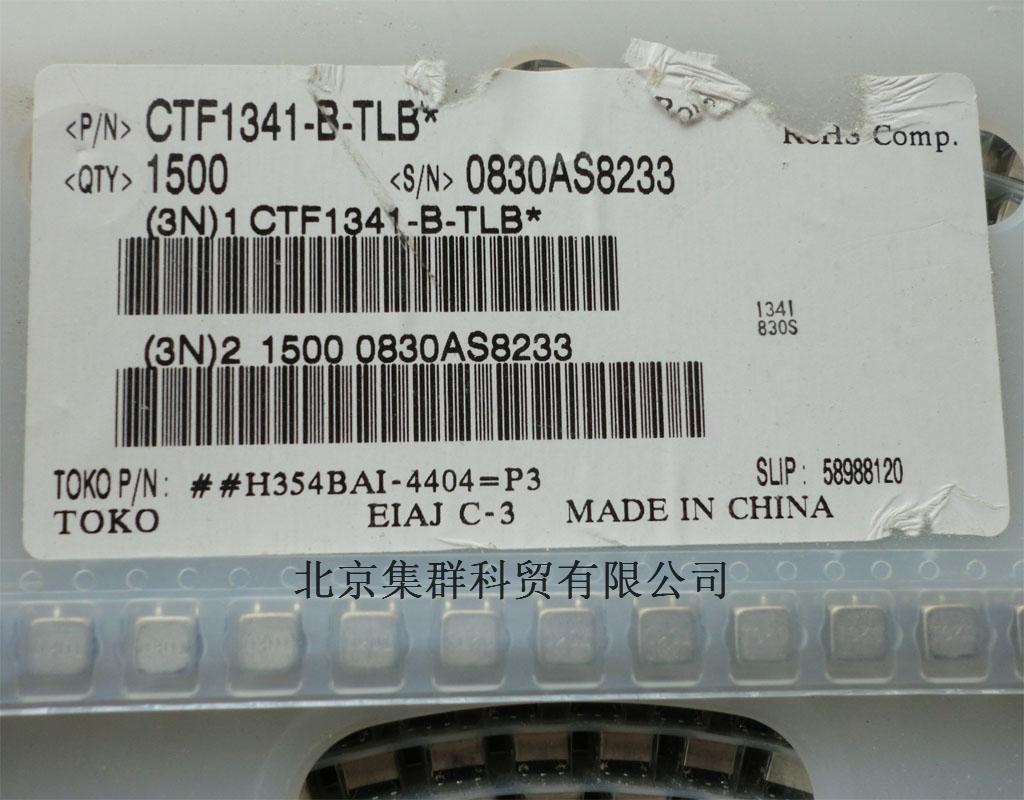 <P/N> CTF1341-B-TLB*
RoHS Comp.
<QTY> 1500 <S/N> 0830AS8233
(3N)1 CTF1341-B-TLB*
1341
830S
(3N)2 1500 0830AS8233
TOKO P/N: ##H354BAI-4404=P3 SLIP: 58988120
TOKO EIAJ C-3 MADE IN CHINA
北京集群科贸有限公司